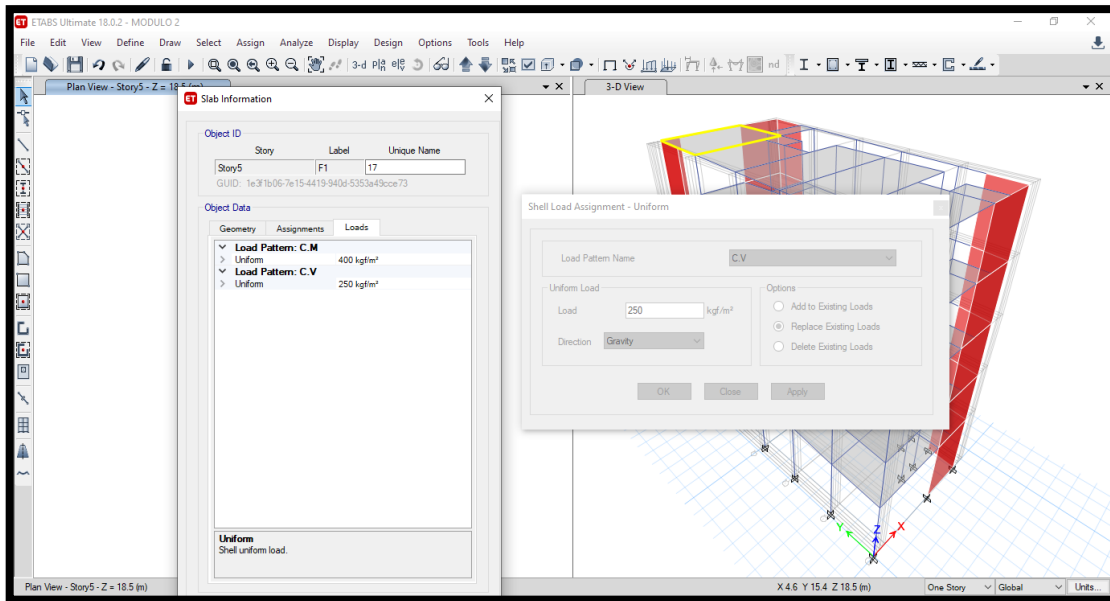 ETABS Ultimate 18.0.2 - MODULO 2
File Edit View Define Draw Select Assign Analyze Display Design Options Tools Help
3-d nd
Plan View - Story5 - Z = 18.5 (m)
3-D View
Slab Information
Object ID
Story Label Unique Name
Story5 F1 17
GUID: 1e3f1b06-7e15-4419-940d-5353a49cce73
Object Data
Geometry Assignments Loads
Load Pattern: C.M
Uniform 400 kgf/m²
Load Pattern: C.V
Uniform 250 kgf/m²
Uniform
Shell uniform load.
Shell Load Assignment - Uniform
Load Pattern Name C.V
Uniform Load
Load 250 kgf/m²
Direction Gravity
Options
Add to Existing Loads
Replace Existing Loads
Delete Existing Loads
OK Close Apply
Y Z X
Plan View - Story5 - Z = 18.5 (m) X 4.6 Y 15.4 Z 18.5 (m) One Story Global Units...